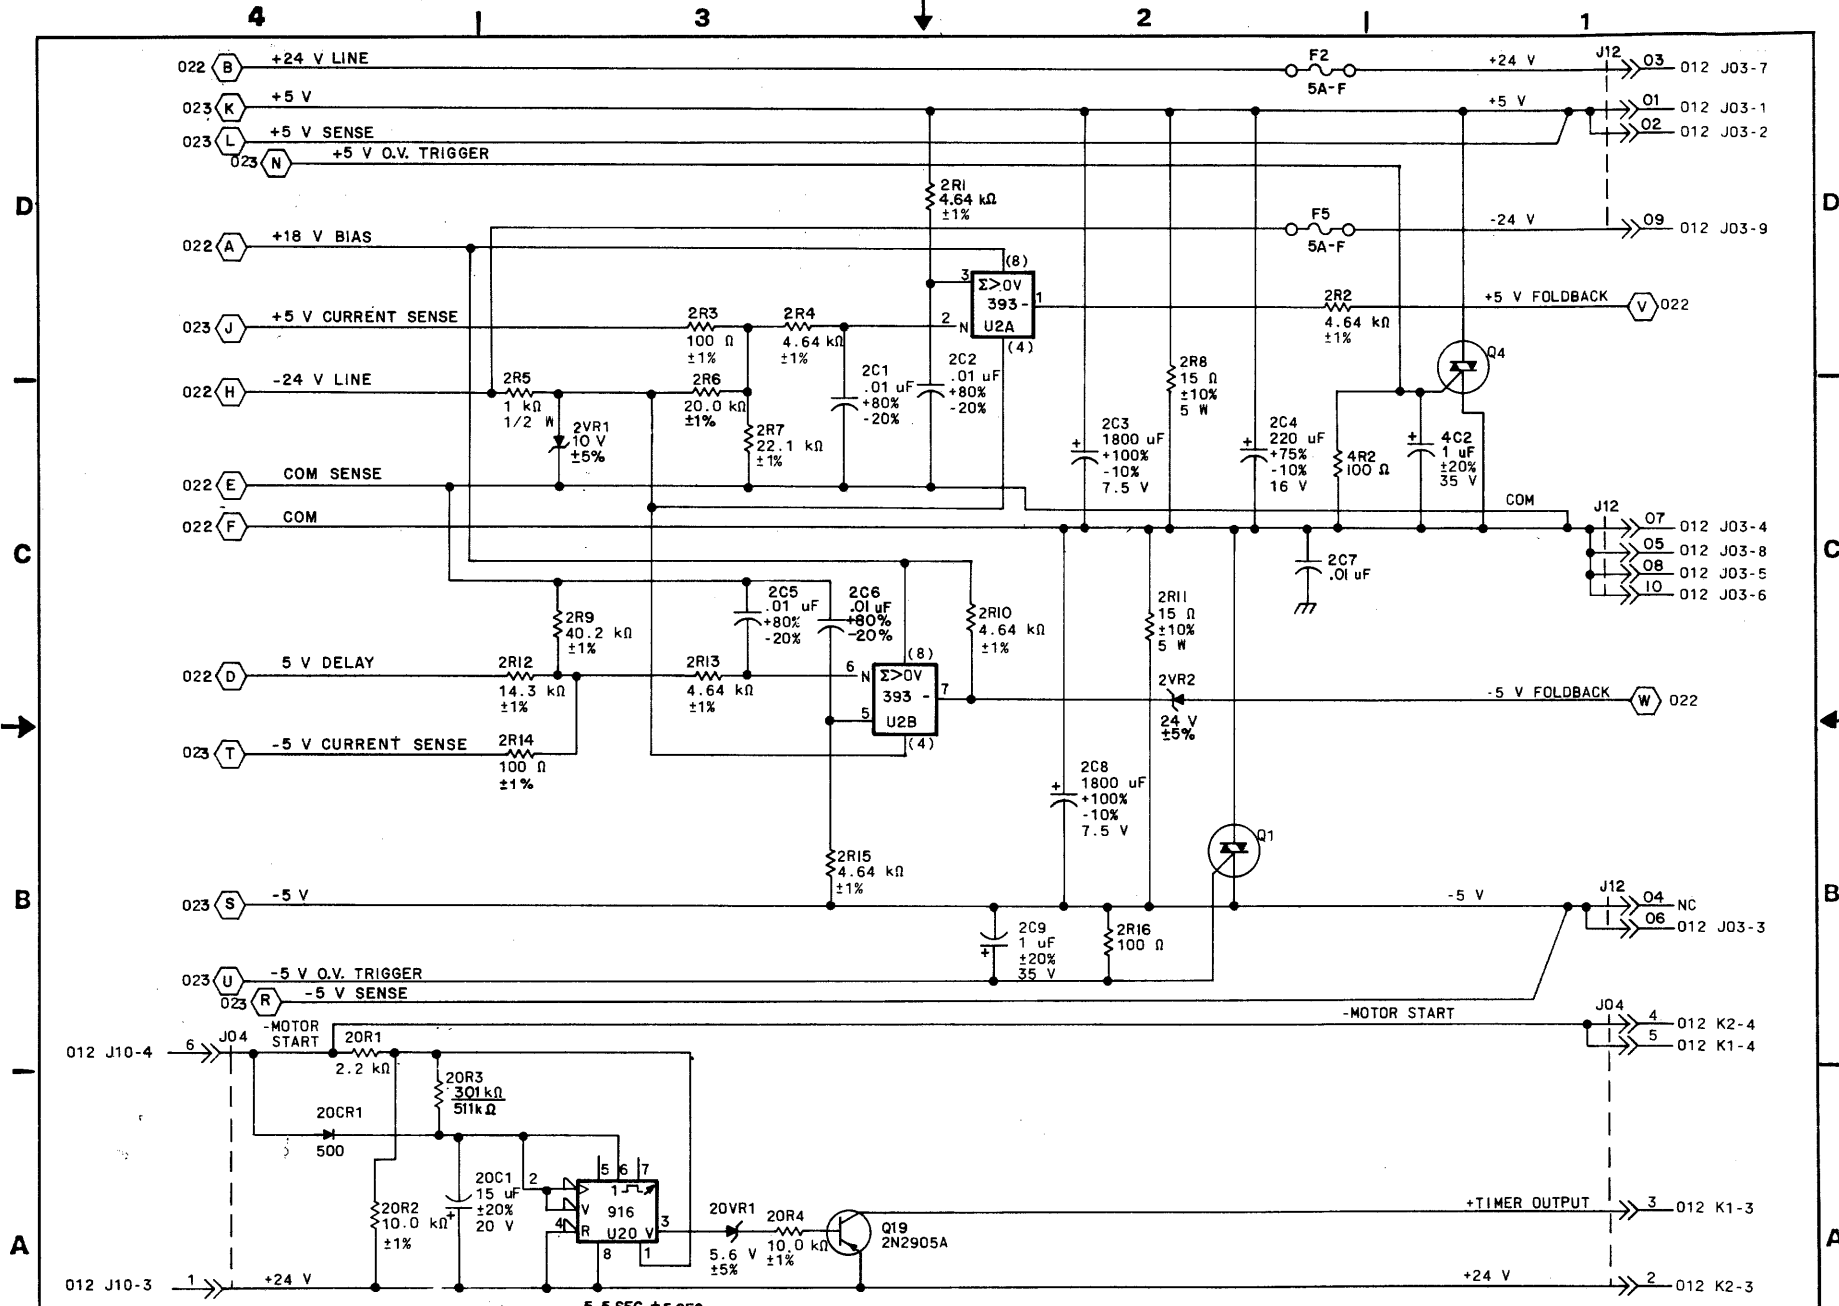 4 3 2 1
022 B +24 V LINE F2 5A-F +24 V J12 03 012 J03-7
023 K +5 V +5 V 01 012 J03-1
02 012 J03-2
023 L +5 V SENSE
023 N +5 V O.V. TRIGGER
D D
2R1
4.64 kΩ
±1%
F5 5A-F -24 V 09 012 J03-9
022 A +18 V BIAS
(8)
3 Σ>0V
393 - 1
2 N U2A
(4)
2R2
4.64 kΩ
±1%
+5 V FOLDBACK V 022
023 J +5 V CURRENT SENSE
2R3
100 Ω
±1%
2R4
4.64 kΩ
±1%
Q4
022 H -24 V LINE
2R5
1 kΩ
1/2 W
2VR1
10 V
±5%
2R6
20.0 kΩ
±1%
2R7
22.1 kΩ
±1%
2C1
.01 uF
+80%
-20%
2C2
.01 uF
+80%
-20%
2R8
15 Ω
±10%
5 W
+
2C3
1800 uF
+100%
-10%
7.5 V
+
2C4
220 uF
+75%
-10%
16 V
4R2
100 Ω
+
4C2
1 uF
±20%
35 V
022 E COM SENSE
COM
022 F COM
J12
07 012 J03-4
05 012 J03-8
08 012 J03-5
10 012 J03-6
C C
2C7
.01 uF
2R9
40.2 kΩ
±1%
2C5
.01 uF
+80%
-20%
2C6
.01 uF
+80%
-20%
2R10
4.64 kΩ
±1%
2R11
15 Ω
±10%
5 W
022 D 5 V DELAY
2R12
14.3 kΩ
±1%
2R13
4.64 kΩ
±1%
(8)
6 N Σ>0V
393 - 7
5 U2B
(4)
2VR2
24 V
±5%
-5 V FOLDBACK W 022
023 T -5 V CURRENT SENSE
2R14
100 Ω
±1%
+
2C8
1800 uF
+100%
-10%
7.5 V
Q1
2R15
4.64 kΩ
±1%
B B
023 S -5 V -5 V J12 04 NC
06 012 J03-3
2C9
1 uF
±20%
35 V
+
2R16
100 Ω
023 U -5 V O.V. TRIGGER
023 R -5 V SENSE
-MOTOR START J04 4 012 K2-4
5 012 K1-4
012 J10-4 6 J04 -MOTOR
START
20R1
2.2 kΩ
20R3
301 kΩ
511 kΩ
20CR1
500
20R2
10.0 kΩ
±1%
20C1
15 uF
±20%
20 V
+
2 5 6 7
1
V 916
4 R U20 V 3
8 1
20VR1
5.6 V
±5%
20R4
10.0 kΩ
±1%
Q19
2N2905A
+TIMER OUTPUT 3 012 K1-3
A A
012 J10-3 1 +24 V +24 V 2 012 K2-3